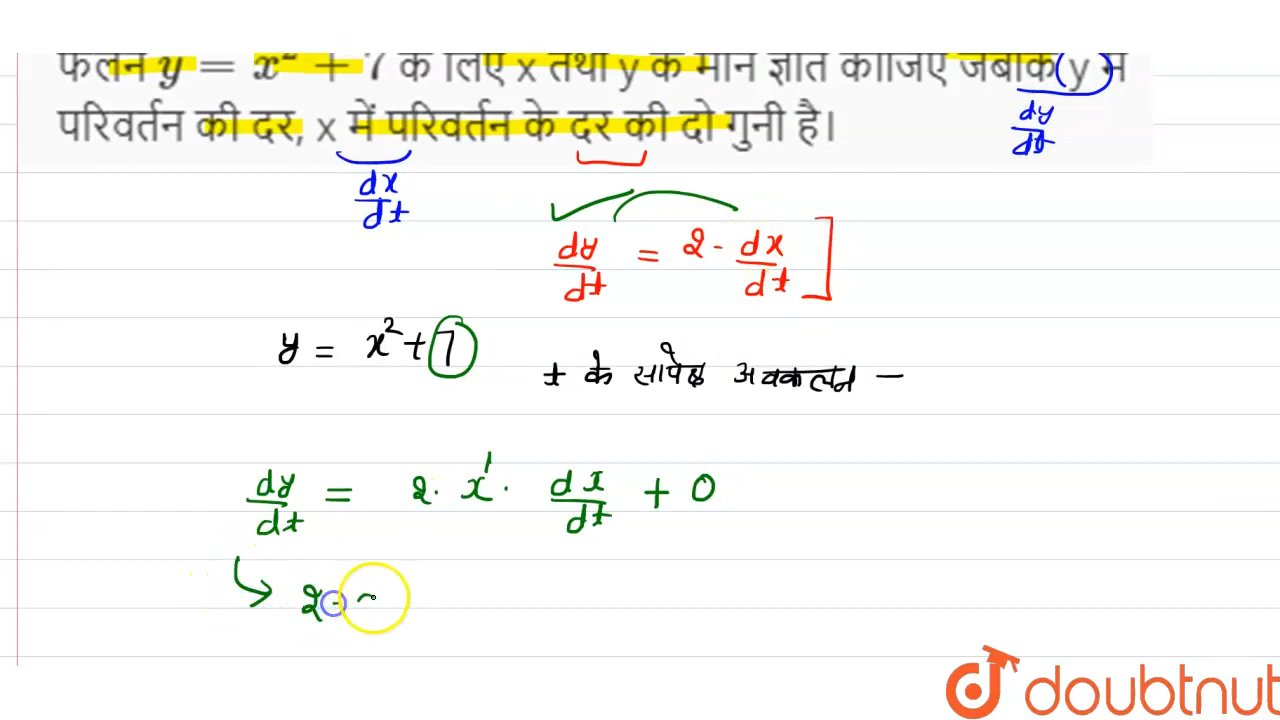 फलन y = x² + 7 के लिए x तथा y के मान ज्ञात कीजिए जबकि y में
परिवर्तन की दर, x में परिवर्तन के दर की दो गुनी है।
dy/dt
dx/dt
dy/dt = 2 · dx/dt ]
y = x² + 7
t के सापेक्ष अवकलन —
dy/dt = 2 · x¹ · dx/dt + 0
↳ 2 ·
doubtnut